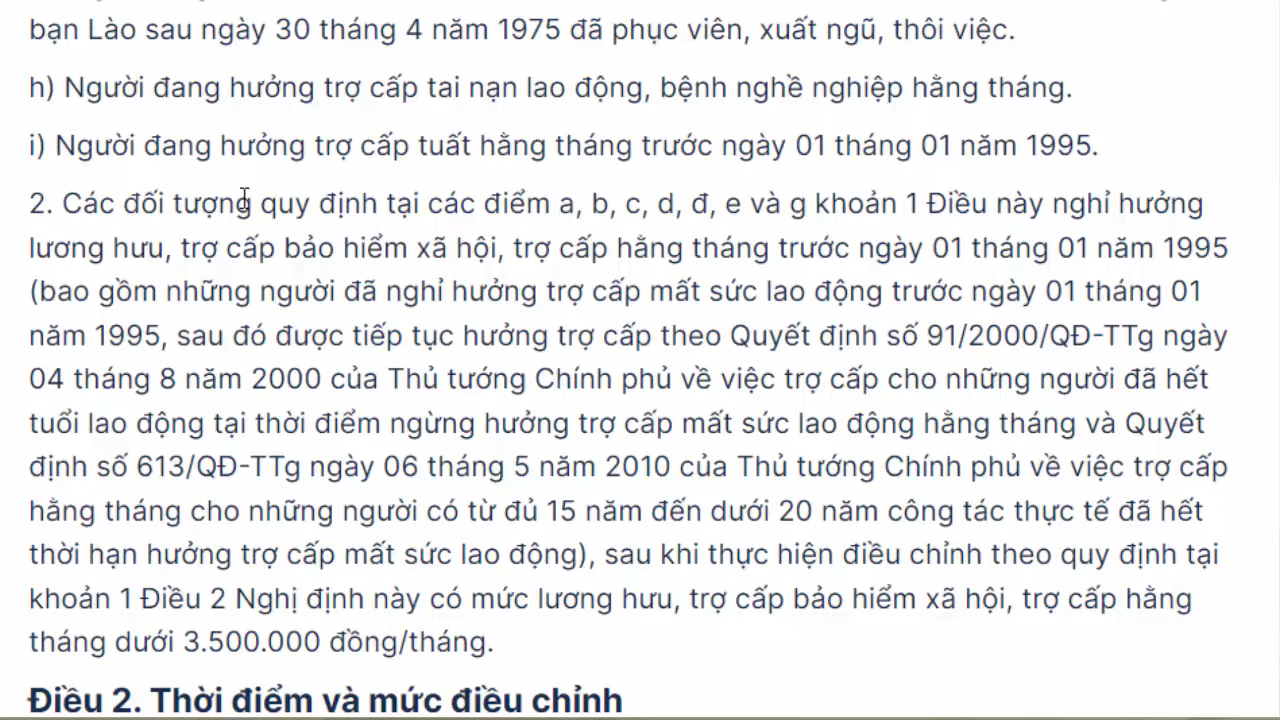 bạn Lào sau ngày 30 tháng 4 năm 1975 đã phục viên, xuất ngũ, thôi việc.
h) Người đang hưởng trợ cấp tai nạn lao động, bệnh nghề nghiệp hằng tháng.
i) Người đang hưởng trợ cấp tuất hằng tháng trước ngày 01 tháng 01 năm 1995.
2. Các đối tượng quy định tại các điểm a, b, c, d, đ, e và g khoản 1 Điều này nghỉ hưởng
lương hưu, trợ cấp bảo hiểm xã hội, trợ cấp hằng tháng trước ngày 01 tháng 01 năm 1995
(bao gồm những người đã nghỉ hưởng trợ cấp mất sức lao động trước ngày 01 tháng 01
năm 1995, sau đó được tiếp tục hưởng trợ cấp theo Quyết định số 91/2000/QĐ-TTg ngày
04 tháng 8 năm 2000 của Thủ tướng Chính phủ về việc trợ cấp cho những người đã hết
tuổi lao động tại thời điểm ngừng hưởng trợ cấp mất sức lao động hằng tháng và Quyết
định số 613/QĐ-TTg ngày 06 tháng 5 năm 2010 của Thủ tướng Chính phủ về việc trợ cấp
hằng tháng cho những người có từ đủ 15 năm đến dưới 20 năm công tác thực tế đã hết
thời hạn hưởng trợ cấp mất sức lao động), sau khi thực hiện điều chỉnh theo quy định tại
khoản 1 Điều 2 Nghị định này có mức lương hưu, trợ cấp bảo hiểm xã hội, trợ cấp hằng
tháng dưới 3.500.000 đồng/tháng.
Điều 2. Thời điểm và mức điều chỉnh